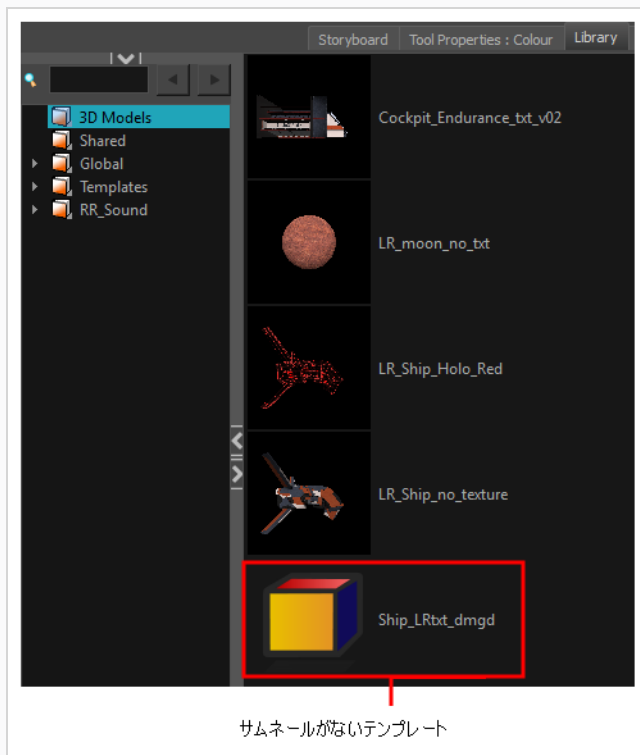 Storyboard
Tool Properties : Colour
Library
3D Models
Shared
Global
Templates
RR_Sound
Cockpit_Endurance_txt_v02
LR_moon_no_txt
LR_Ship_Holo_Red
LR_Ship_no_texture
Ship_LRtxt_dmgd
サムネールがないテンプレート